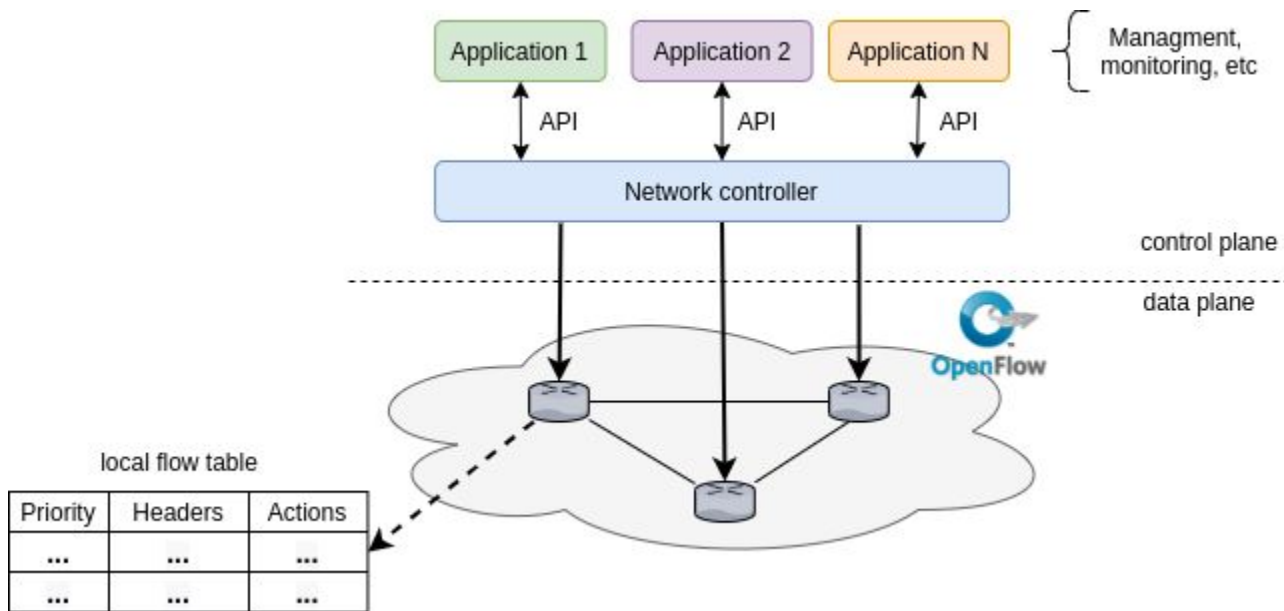 Application 1
Application 2
Application N
Managment,
monitoring, etc
API
API
API
Network controller
control plane
data plane
OpenFlow
™
local flow table
Priority Headers Actions
... ... ...
... ... ...